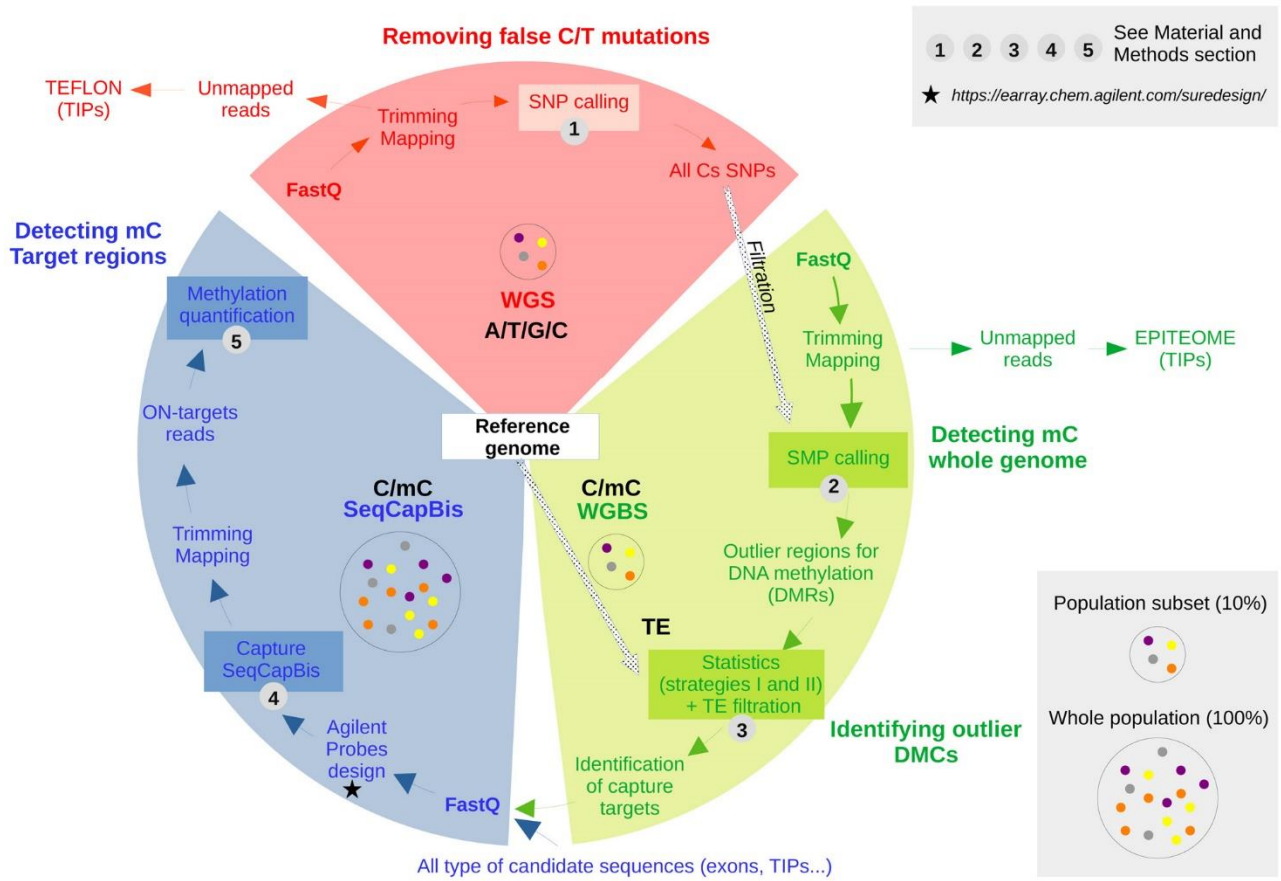 Removing false C/T mutations
1 2 3 4 5 See Material and
Methods section
★ https://earray.chem.agilent.com/suredesign/
TEFLON
(TIPs)
Unmapped
reads
Trimming
Mapping
SNP calling
1
All Cs SNPs
FastQ
WGS
A/T/G/C
Filtration
Detecting mC
Target regions
Methylation
quantification
5
ON-targets
reads
Trimming
Mapping
Capture
SeqCapBis
4
Agilent
Probes
design
★
FastQ
C/mC
SeqCapBis
Reference
genome
C/mC
WGBS
TE
FastQ
Trimming
Mapping
Unmapped
reads
EPITEOME
(TIPs)
Detecting mC
whole genome
SMP calling
2
Outlier regions for
DNA methylation
(DMRs)
Statistics
(strategies I and II)
+ TE filtration
3
Identifying outlier
DMCs
Identification
of capture
targets
All type of candidate sequences (exons, TIPs...)
Population subset (10%)
Whole population (100%)